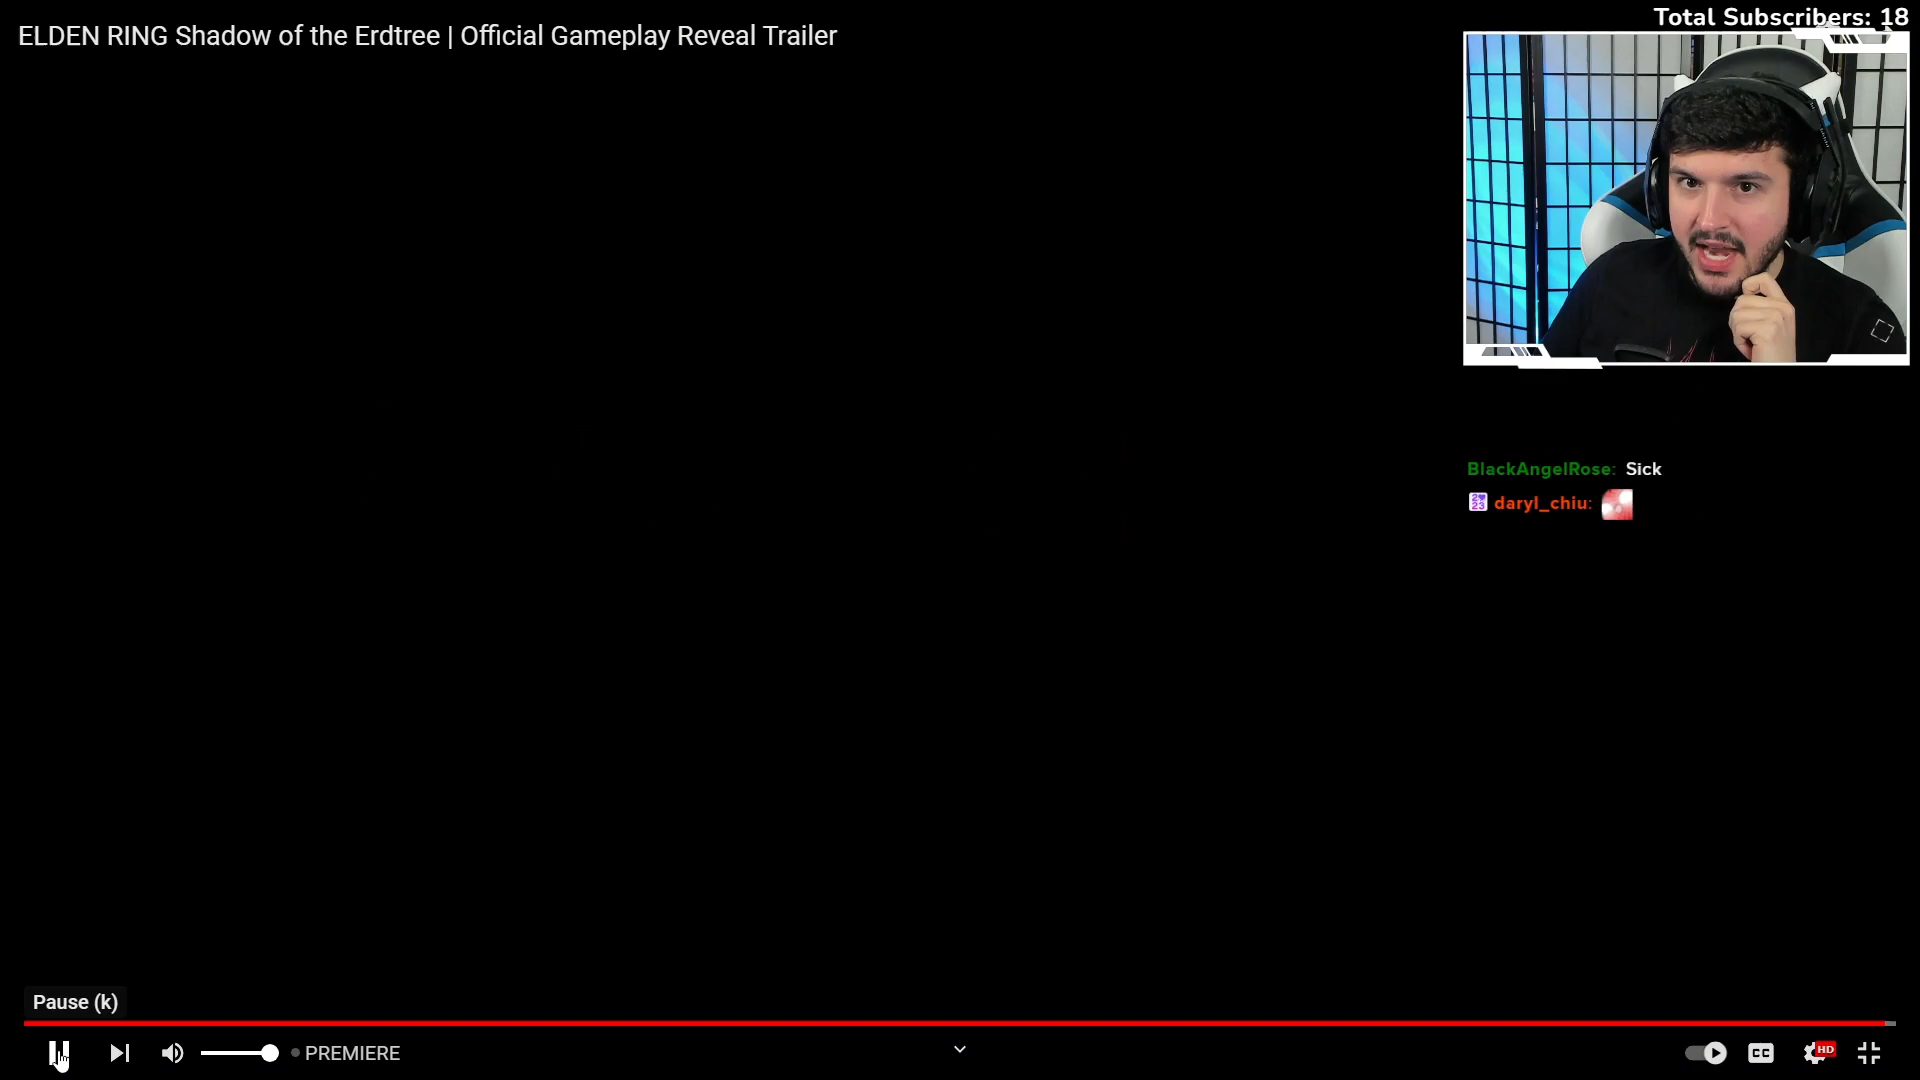 Total Subscribers: 18
ELDEN RING Shadow of the Erdtree | Official Gameplay Reveal Trailer
BlackAngelRose: Sick
daryl_chiu:
Pause (k)
PREMIERE
CC
HD